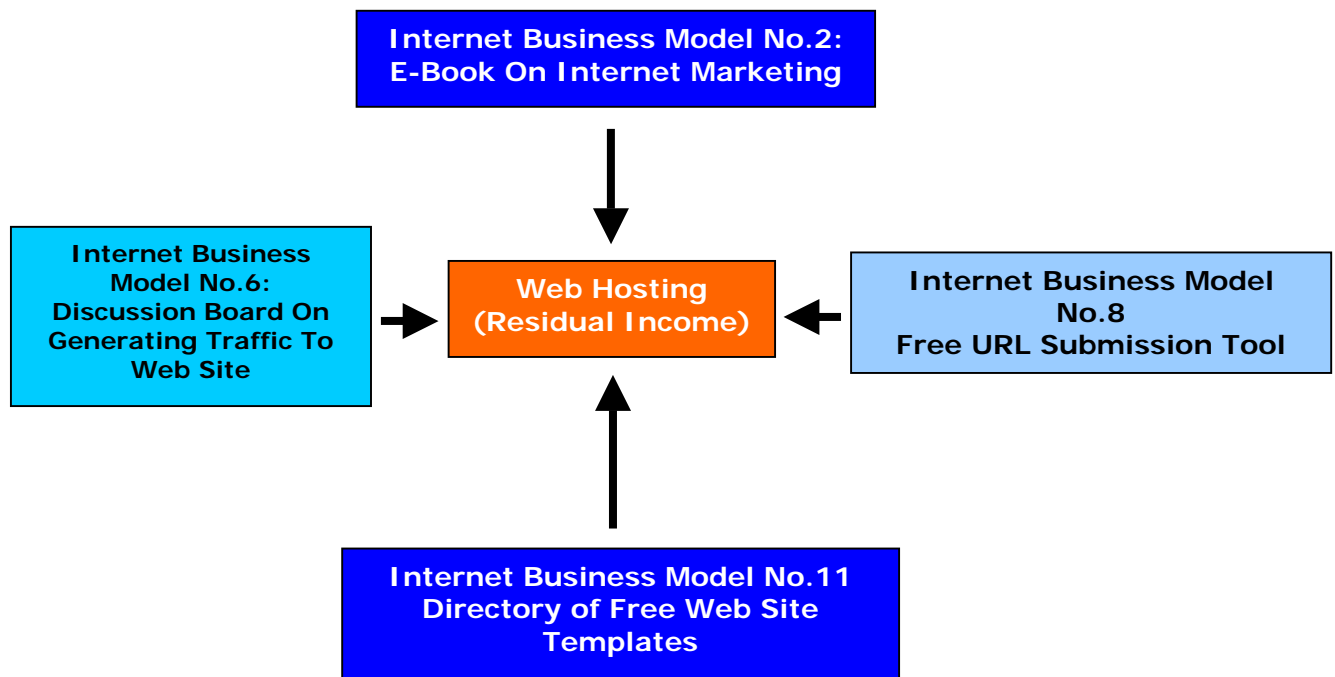 Internet Business Model No.2:
E-Book On Internet Marketing
Internet Business
Model No.6:
Discussion Board On
Generating Traffic To
Web Site
Web Hosting
(Residual Income)
Internet Business Model
No.8
Free URL Submission Tool
Internet Business Model No.11
Directory of Free Web Site
Templates